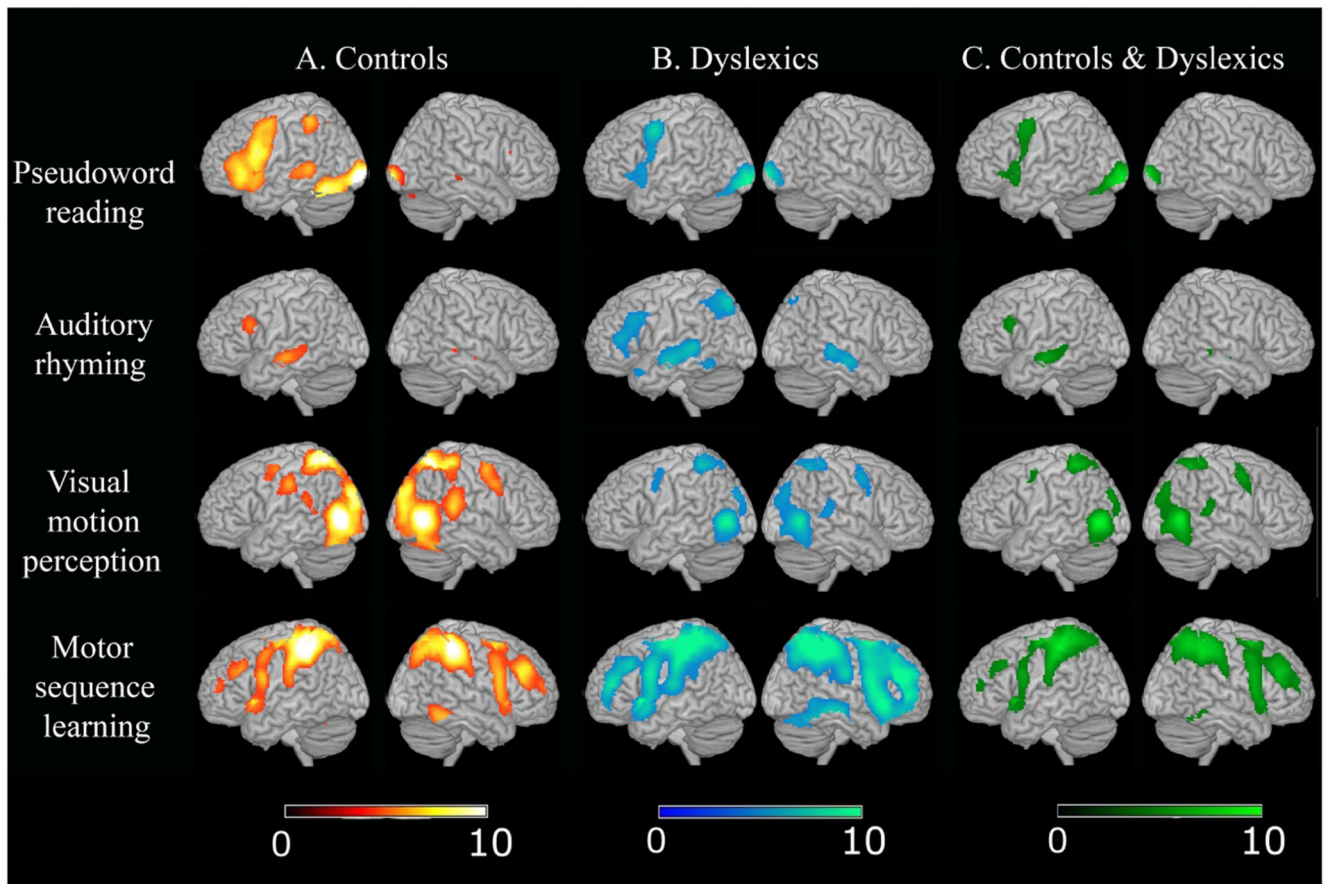 A. Controls
B. Dyslexics
C. Controls & Dyslexics
Pseudoword
reading
Auditory
rhyming
Visual
motion
perception
Motor
sequence
learning
0
10
0
10
0
10